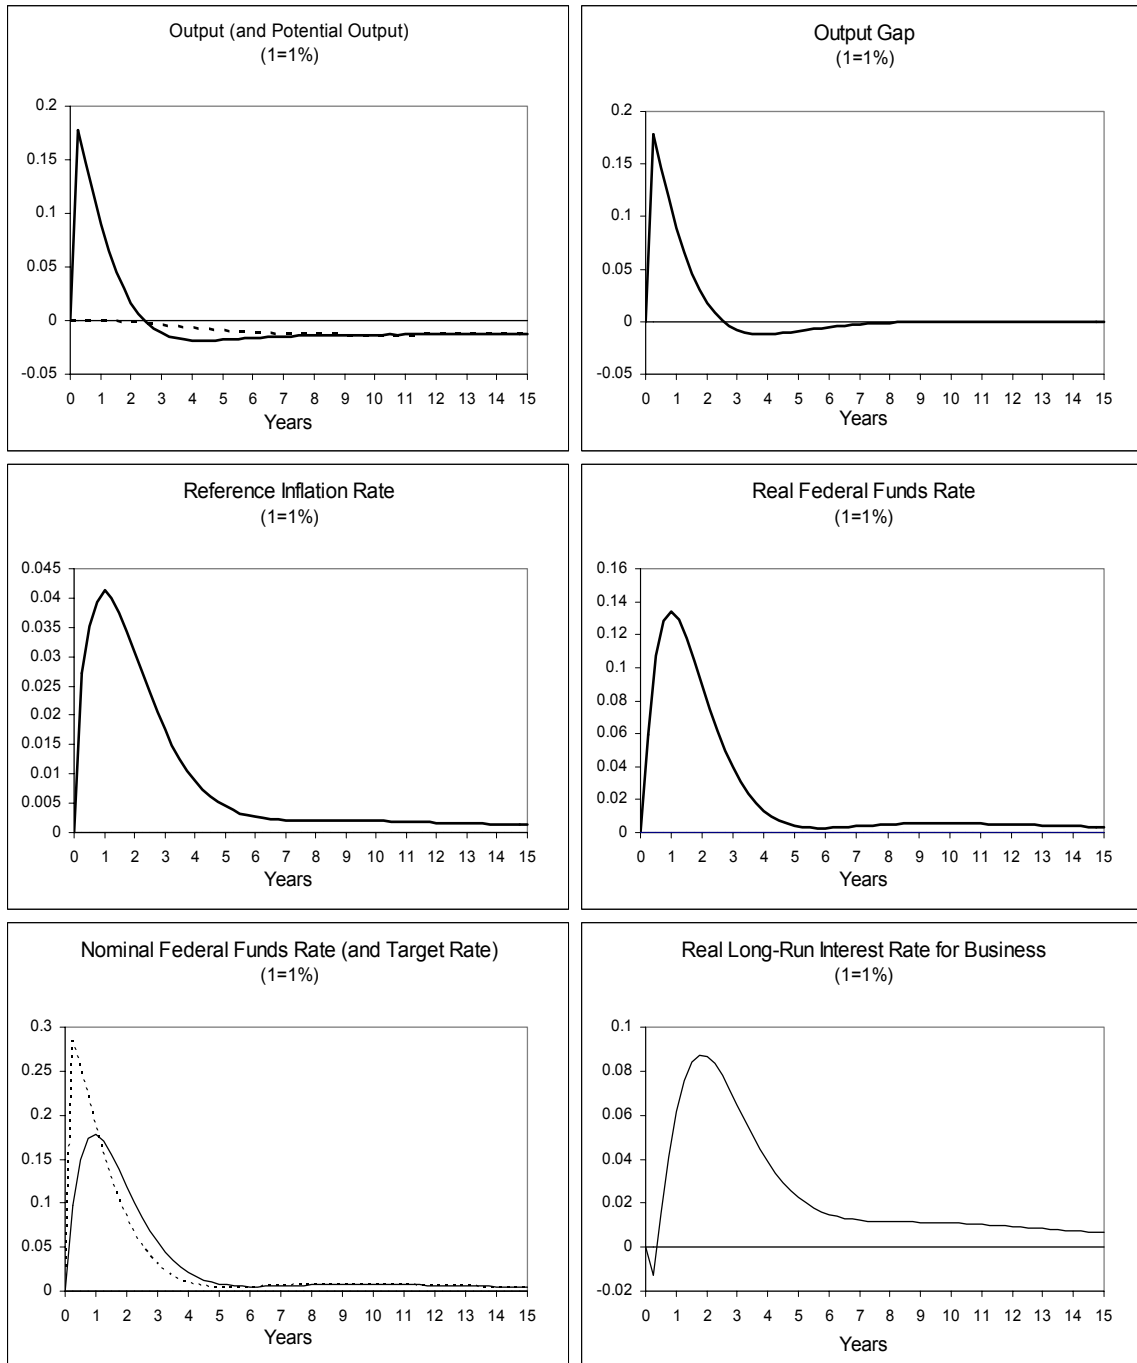 Output (and Potential Output)
(1=1%)
0.2
0.15
0.1
0.05
0
-0.05
0 1 2 3 4 5 6 7 8 9 10 11 12 13 14 15
Years
Output Gap
(1=1%)
0.2
0.15
0.1
0.05
0
-0.05
0 1 2 3 4 5 6 7 8 9 10 11 12 13 14 15
Years
Reference Inflation Rate
(1=1%)
0.045
0.04
0.035
0.03
0.025
0.02
0.015
0.01
0.005
0
0 1 2 3 4 5 6 7 8 9 10 11 12 13 14 15
Years
Real Federal Funds Rate
(1=1%)
0.16
0.14
0.12
0.1
0.08
0.06
0.04
0.02
0
0 1 2 3 4 5 6 7 8 9 10 11 12 13 14 15
Years
Nominal Federal Funds Rate (and Target Rate)
(1=1%)
0.3
0.25
0.2
0.15
0.1
0.05
0
0 1 2 3 4 5 6 7 8 9 10 11 12 13 14 15
Years
Real Long-Run Interest Rate for Business
(1=1%)
0.1
0.08
0.06
0.04
0.02
0
-0.02
0 1 2 3 4 5 6 7 8 9 10 11 12 13 14 15
Years